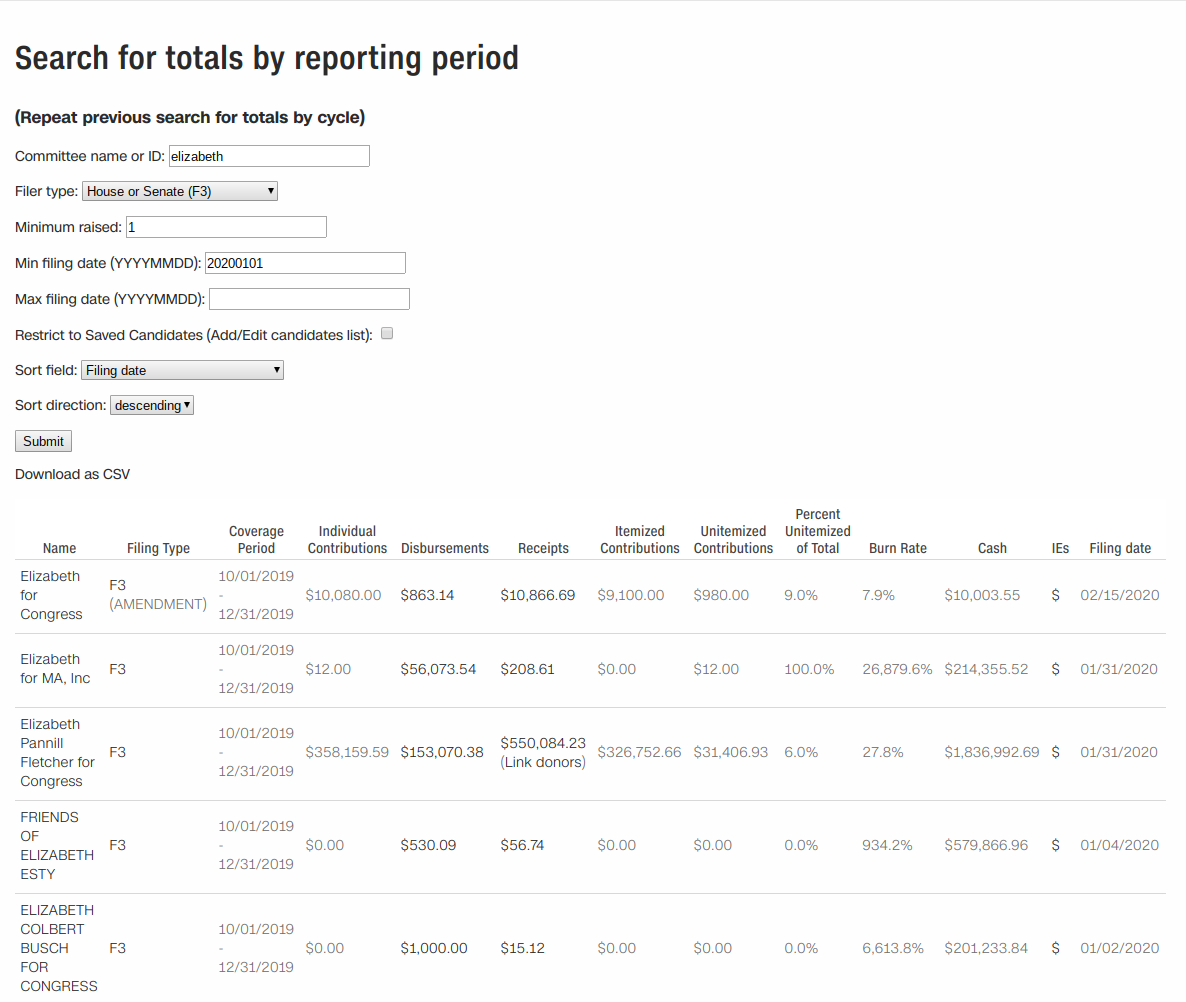 Search for totals by reporting period
(Repeat previous search for totals by cycle)
Committee name or ID: elizabeth
Filer type: House or Senate (F3)
Minimum raised: 1
Min filing date (YYYYMMDD): 20200101
Max filing date (YYYYMMDD):
Restrict to Saved Candidates (Add/Edit candidates list):
Sort field: Filing date
Sort direction: descending
Submit
Download as CSV
Name Filing Type Coverage Period Individual Contributions Disbursements Receipts Itemized Contributions Unitemized Contributions Percent Unitemized of Total Burn Rate Cash IEs Filing date
Elizabeth for Congress F3 (AMENDMENT) 10/01/2019 - 12/31/2019 $10,080.00 $863.14 $10,866.69 $9,100.00 $980.00 9.0% 7.9% $10,003.55 $ 02/15/2020
Elizabeth for MA, Inc F3 10/01/2019 - 12/31/2019 $12.00 $56,073.54 $208.61 $0.00 $12.00 100.0% 26,879.6% $214,355.52 $ 01/31/2020
Elizabeth Pannill Fletcher for Congress F3 10/01/2019 - 12/31/2019 $358,159.59 $153,070.38 $550,084.23 (Link donors) $326,752.66 $31,406.93 6.0% 27.8% $1,836,992.69 $ 01/31/2020
FRIENDS OF ELIZABETH ESTY F3 10/01/2019 - 12/31/2019 $0.00 $530.09 $56.74 $0.00 $0.00 0.0% 934.2% $579,866.96 $ 01/04/2020
ELIZABETH COLBERT BUSCH FOR CONGRESS F3 10/01/2019 - 12/31/2019 $0.00 $1,000.00 $15.12 $0.00 $0.00 0.0% 6,613.8% $201,233.84 $ 01/02/2020